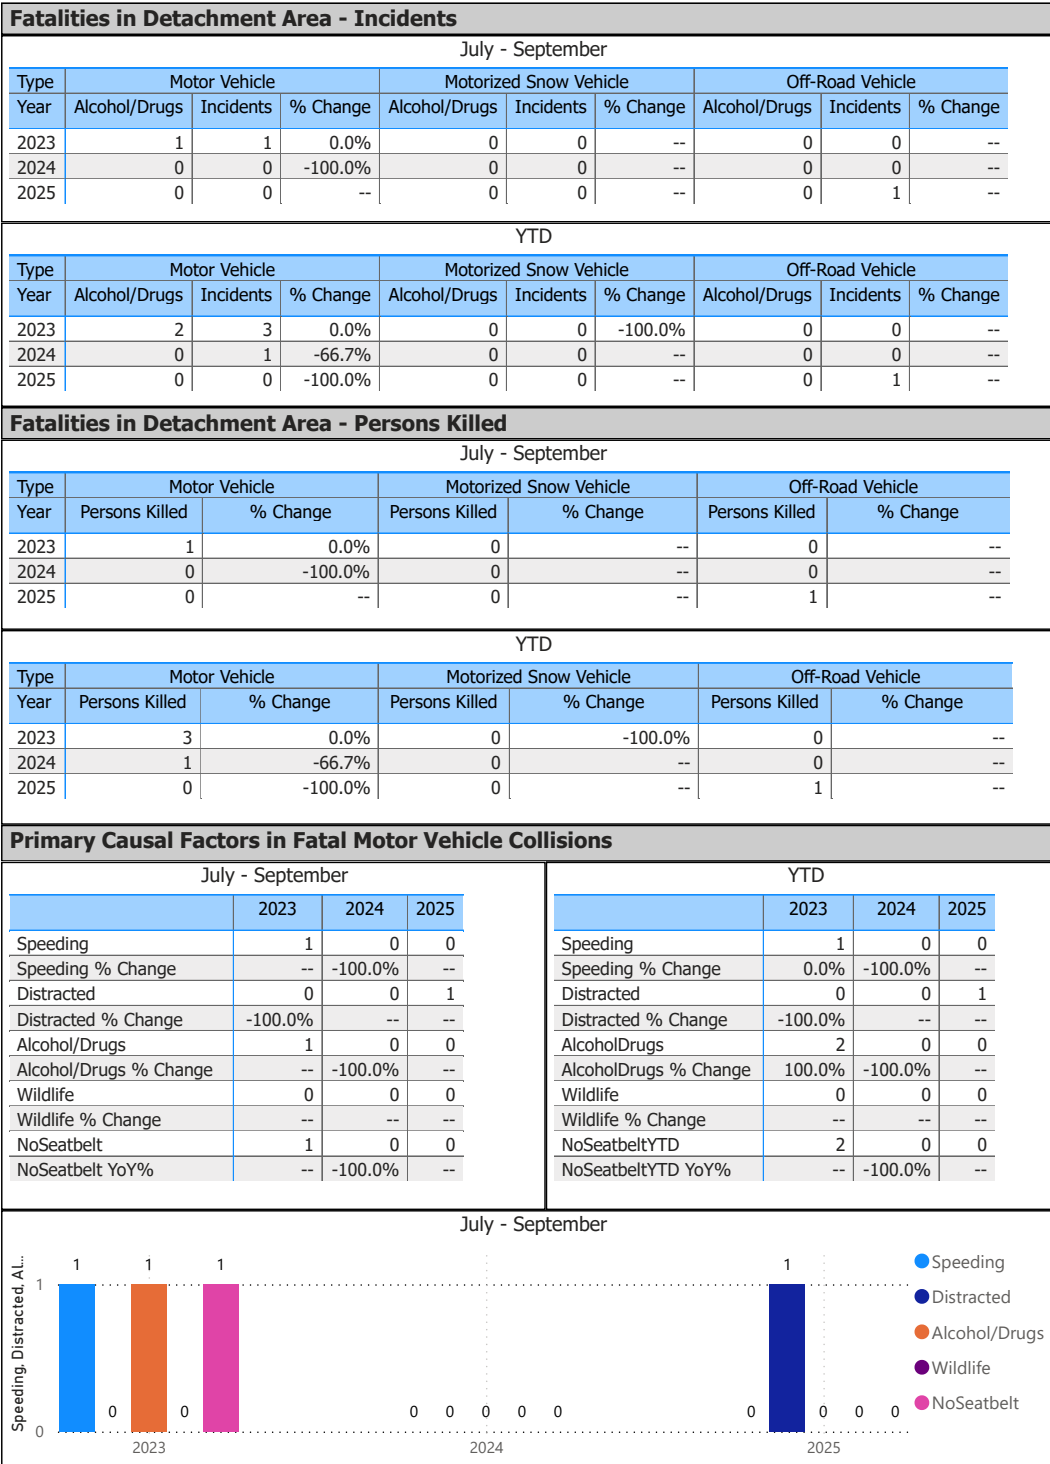 Fatalities in Detachment Area - Incidents
July - September
Type Motor Vehicle Motorized Snow Vehicle Off-Road Vehicle
Year Alcohol/Drugs Incidents % Change Alcohol/Drugs Incidents % Change Alcohol/Drugs Incidents % Change
2023 1 1 0.0% 0 0 -- 0 0 --
2024 0 0 -100.0% 0 0 -- 0 0 --
2025 0 0 -- 0 0 -- 0 1 --
YTD
Type Motor Vehicle Motorized Snow Vehicle Off-Road Vehicle
Year Alcohol/Drugs Incidents % Change Alcohol/Drugs Incidents % Change Alcohol/Drugs Incidents % Change
2023 2 3 0.0% 0 0 -100.0% 0 0 --
2024 0 1 -66.7% 0 0 -- 0 0 --
2025 0 0 -100.0% 0 0 -- 0 1 --
Fatalities in Detachment Area - Persons Killed
July - September
Type Motor Vehicle Motorized Snow Vehicle Off-Road Vehicle
Year Persons Killed % Change Persons Killed % Change Persons Killed % Change
2023 1 0.0% 0 -- 0 --
2024 0 -100.0% 0 -- 0 --
2025 0 -- 0 -- 1 --
YTD
Type Motor Vehicle Motorized Snow Vehicle Off-Road Vehicle
Year Persons Killed % Change Persons Killed % Change Persons Killed % Change
2023 3 0.0% 0 -100.0% 0 --
2024 1 -66.7% 0 -- 0 --
2025 0 -100.0% 0 -- 1 --
Primary Causal Factors in Fatal Motor Vehicle Collisions
July - September
2023 2024 2025
Speeding 1 0 0
Speeding % Change -- -100.0% --
Distracted 0 0 1
Distracted % Change -100.0% -- --
Alcohol/Drugs 1 0 0
Alcohol/Drugs % Change -- -100.0% --
Wildlife 0 0 0
Wildlife % Change -- -- --
NoSeatbelt 1 0 0
NoSeatbelt YoY% -- -100.0% --
YTD
2023 2024 2025
Speeding 1 0 0
Speeding % Change 0.0% -100.0% --
Distracted 0 0 1
Distracted % Change -100.0% -- --
AlcoholDrugs 2 0 0
AlcoholDrugs % Change 100.0% -100.0% --
Wildlife 0 0 0
Wildlife % Change -- -- --
NoSeatbeltYTD 2 0 0
NoSeatbeltYTD YoY% -- -100.0% --
July - September
Speeding, Distracted, Al...
1
0
1 0 1 0 1
0 0 0 0 0
0 1 0 0 0
2023 2024 2025
Speeding
Distracted
Alcohol/Drugs
Wildlife
NoSeatbelt